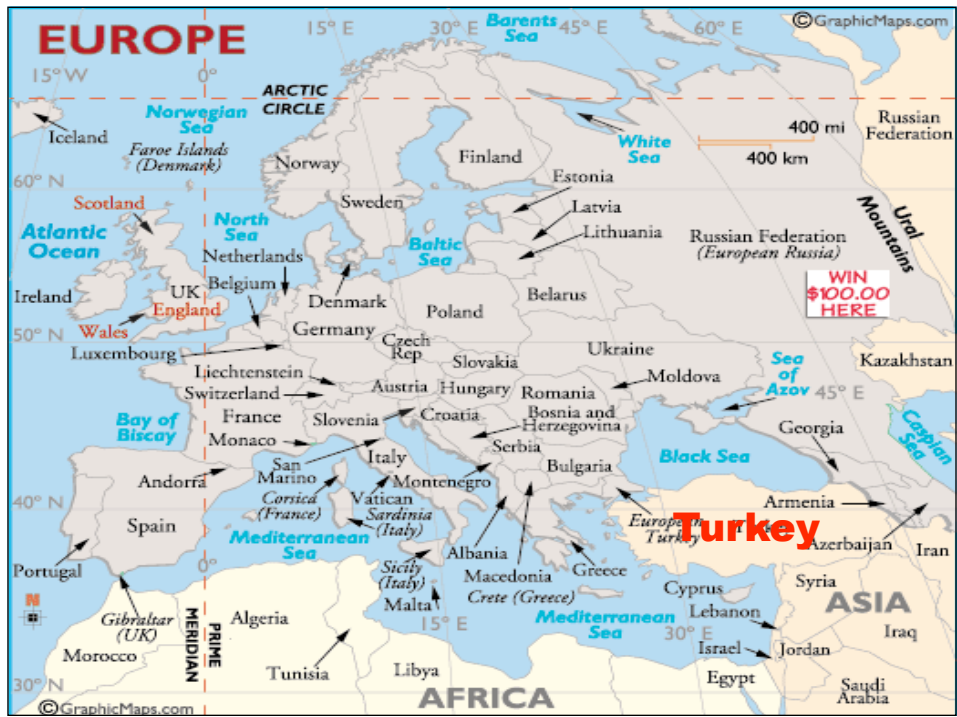 ©GraphicMaps.com
EUROPE
15° W
0°
15° E
30° E
Barents
Sea
45° E
60° E
ARCTIC
CIRCLE
Norwegian
Sea
Iceland
Faroe Islands
(Denmark)
Russian
Federation
400 mi
400 km
White
Sea
Norway
Finland
Sweden
Estonia
Latvia
Lithuania
60° N
Scotland
Atlantic
Ocean
North
Sea
Netherlands
Belgium
Baltic
Sea
Russian Federation
(European Russia)
Ural
Mountains
WIN
$100.00
HERE
Ireland
UK
England
Wales
Denmark
Poland
Belarus
50° N
Luxembourg
Germany
Czech
Rep
Slovakia
Ukraine
Moldova
Sea
of
Azov
Kazakhstan
45° E
Liechtenstein
Switzerland
Austria
Hungary
Romania
Bay of
Biscay
France
Monaco
Slovenia
Croatia
Bosnia and
Herzegovina
Serbia
Georgia
Caspian
Sea
Andorra
San
Marino
Italy
Montenegro
Bulgaria
Black Sea
40° N
Spain
Corsica
(France)
Vatican
Sardinia
(Italy)
Armenia
European
Turkey
Turkey
Azerbaijan
Iran
Mediterranean
Sea
Portugal
0°
Sicily
(Italy)
Albania
Macedonia
Greece
Crete (Greece)
Cyprus
Syria
ASIA
N
Gibraltar
(UK)
PRIME
MERIDIAN
Algeria
Malta
15° E
Mediterranean
Sea
Lebanon
30° E
Israel
Jordan
Iraq
Morocco
Tunisia
Libya
Egypt
Saudi
Arabia
30° N
AFRICA
©GraphicMaps.com